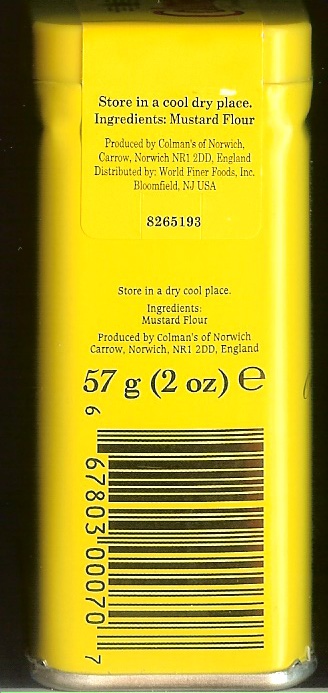 Store in a cool dry place.
Ingredients: Mustard Flour
Produced by Colman's of Norwich,
Carrow, Norwich NR1 2DD, England
Distributed by: World Finer Foods, Inc.
Bloomfield, NJ USA
8265193
Store in a dry cool place.
Ingredients:
Mustard Flour
Produced by Colman's of Norwich
Carrow, Norwich, NR1 2DD, England
57 g (2 oz) ℮
6 67803 00070 7